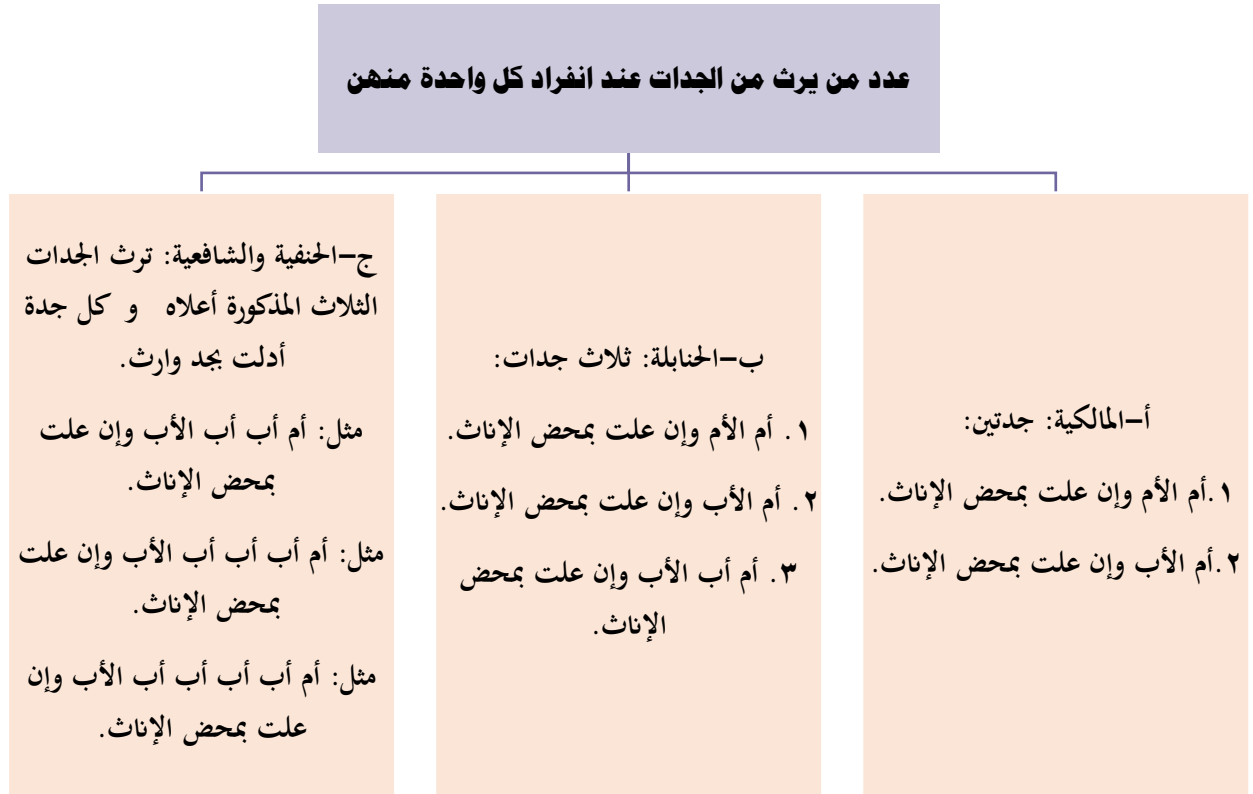 عدد من يرث من الجدات عند انفراد كل واحدة منهن
أ-المالكية: جدتين:
١.أم الأم وإن علت بمحض الإناث.
٢.أم الأب وإن علت بمحض الإناث.
ب-الحنابلة: ثلاث جدات:
١. أم الأم وإن علت بمحض الإناث.
٢. أم الأب وإن علت بمحض الإناث.
٣. أم أب الأب وإن علت بمحض
الإناث.
ج-الحنفية والشافعية: ترث الجدات
الثلاث المذكورة أعلاه و كل جدة
أدلت بجد وارث.
مثل: أم أب أب الأب وإن علت
بمحض الإناث.
مثل: أم أب أب أب الأب وإن علت
بمحض الإناث.
مثل: أم أب أب أب أب الأب وإن
علت بمحض الإناث.